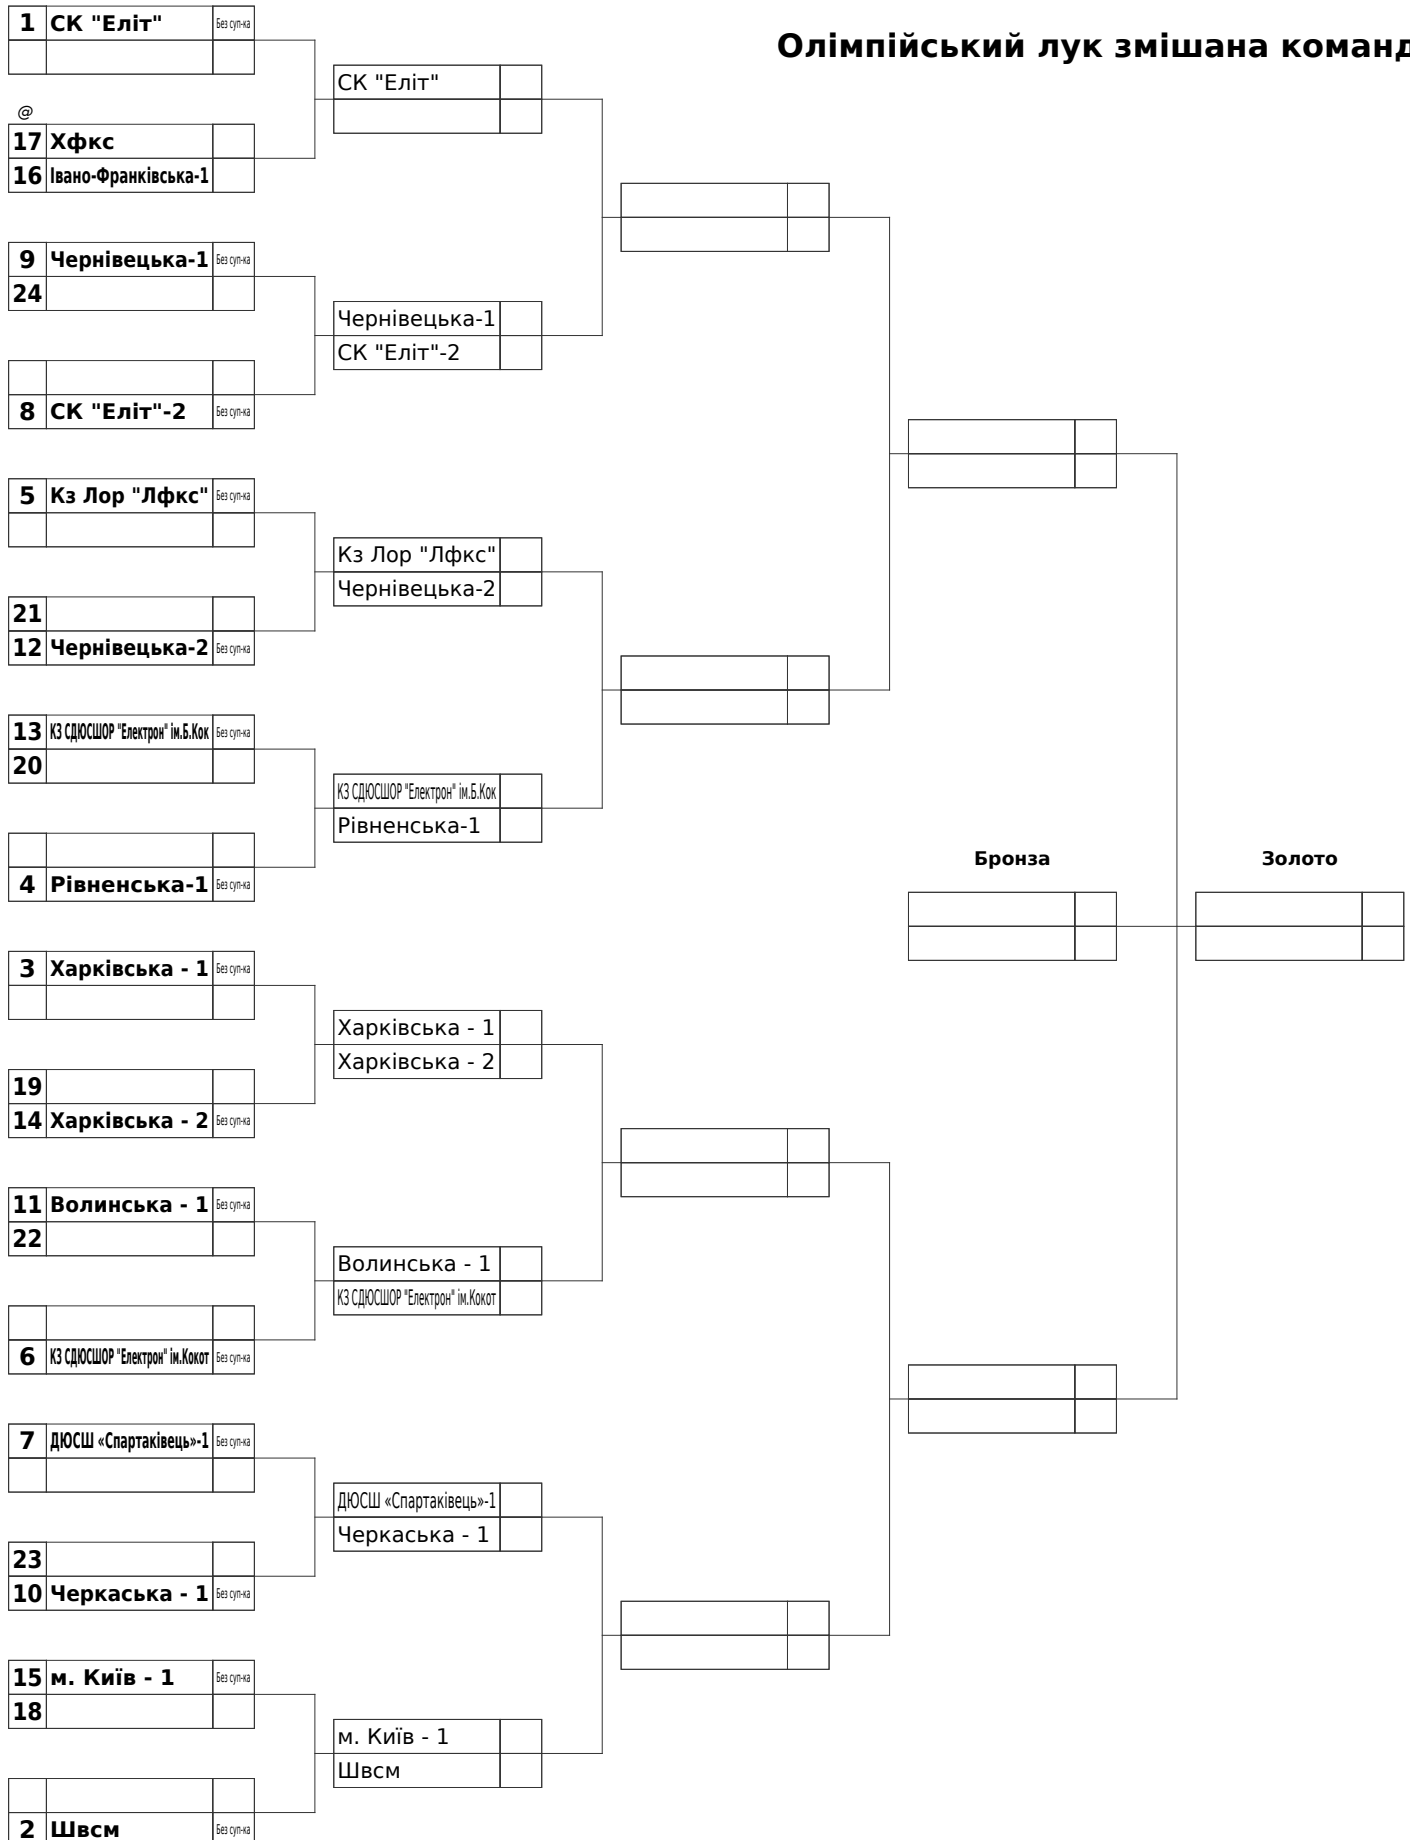 Олімпійський лук змішана команд
1 СК "Еліт" Без суп-ка
@
17 Хфкс
16 Івано-Франківська-1
9 Чернівецька-1 Без суп-ка
24
8 СК "Еліт"-2 Без суп-ка
5 Кз Лор "Лфкс" Без суп-ка
21
12 Чернівецька-2 Без суп-ка
13 КЗ СДЮСШОР "Електрон" ім.Б.Кок Без суп-ка
20
4 Рівненська-1 Без суп-ка
3 Харківська - 1 Без суп-ка
19
14 Харківська - 2 Без суп-ка
11 Волинська - 1 Без суп-ка
22
6 КЗ СДЮСШОР "Електрон" ім.Кокот Без суп-ка
7 ДЮСШ «Спартаківець»-1 Без суп-ка
23
10 Черкаська - 1 Без суп-ка
15 м. Київ - 1 Без суп-ка
18
2 Швсм Без суп-ка
СК "Еліт"
Чернівецька-1
СК "Еліт"-2
Кз Лор "Лфкс"
Чернівецька-2
КЗ СДЮСШОР "Електрон" ім.Б.Кок
Рівненська-1
Харківська - 1
Харківська - 2
Волинська - 1
КЗ СДЮСШОР "Електрон" ім.Кокот
ДЮСШ «Спартаківець»-1
Черкаська - 1
м. Київ - 1
Швсм
Бронза
Золото